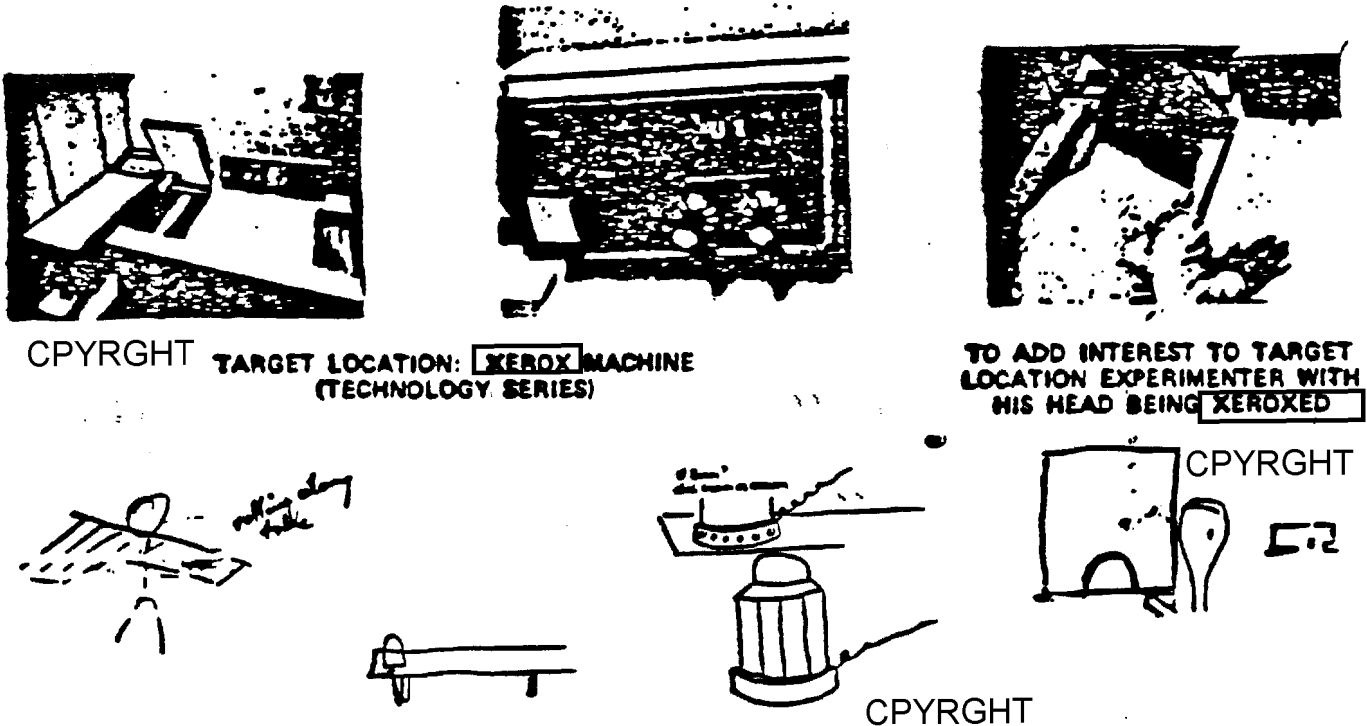 CPYRGHT
TARGET LOCATION: XEROX MACHINE
(TECHNOLOGY SERIES)
TO ADD INTEREST TO TARGET
LOCATION EXPERIMENTER WITH
HIS HEAD BEING XEROXED
CPYRGHT
rolling along
CPYRGHT